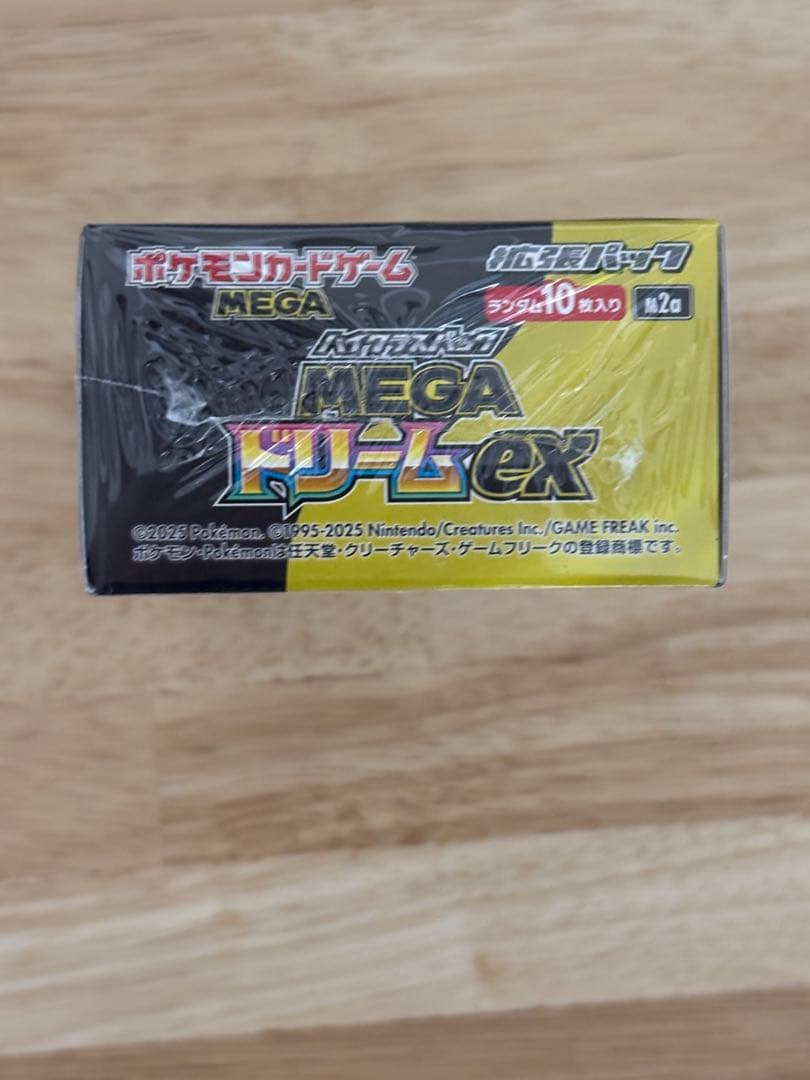 ポケモンカードゲーム
MEGA
拡張パック
ランダム10枚入り
M2a
ハイクラスパック
MEGA
ドリームex
©2025 Pokémon. ©1995-2025 Nintendo/Creatures Inc./GAME FREAK inc.
ポケモン・Pokémonは任天堂・クリーチャーズ・ゲームフリークの登録商標です。